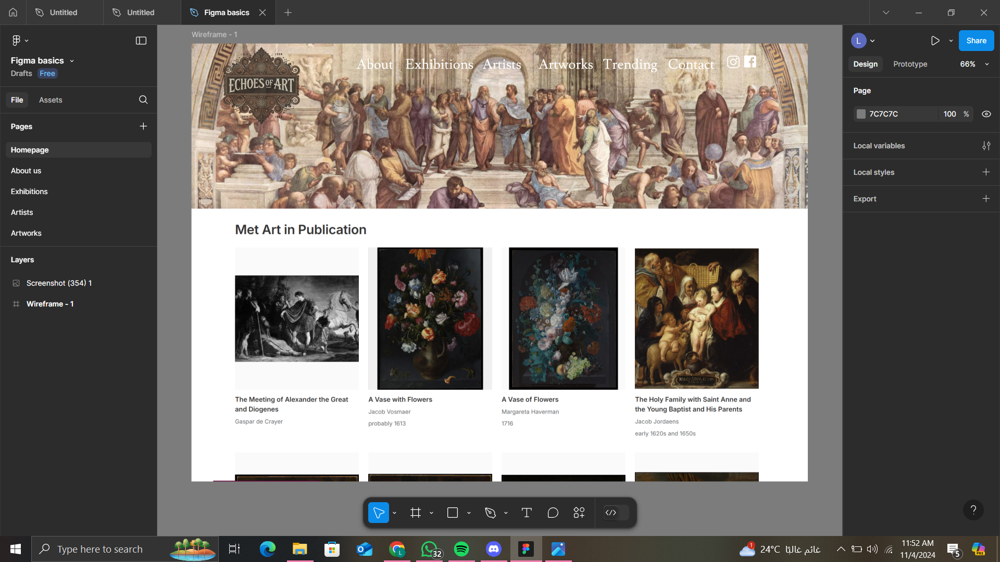 Untitled
Untitled
Figma basics
Figma basics
Drafts Free
File Assets
Pages
Homepage
About us
Exhibitions
Artists
Artworks
Layers
Screenshot (354) 1
Wireframe - 1
Wireframe - 1
ECHOES OF ART
About Exhibitions Artists Artworks Trending Contact
Met Art in Publication
The Meeting of Alexander the Great
and Diogenes
Gaspar de Crayer
A Vase with Flowers
Jacob Vosmaer
probably 1613
A Vase of Flowers
Margareta Haverman
1716
The Holy Family with Saint Anne and
the Young Baptist and His Parents
Jacob Jordaens
early 1620s and 1650s
L
Share
Design Prototype 66%
Page
7C7C7C 100 %
Local variables
Local styles
Export
?
Type here to search
32
1
24°C غائم غالبًا
11:52 AM
11/4/2024
5
PRE